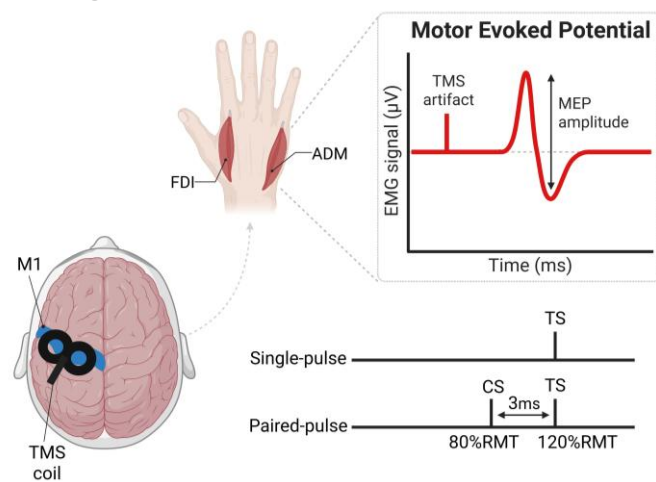 Motor Evoked Potential
TMS
artifact
MEP
amplitude
EMG signal (µV)
Time (ms)
FDI
ADM
M1
TMS
coil
TS
Single-pulse
CS
3ms
TS
Paired-pulse
80%RMT
120%RMT